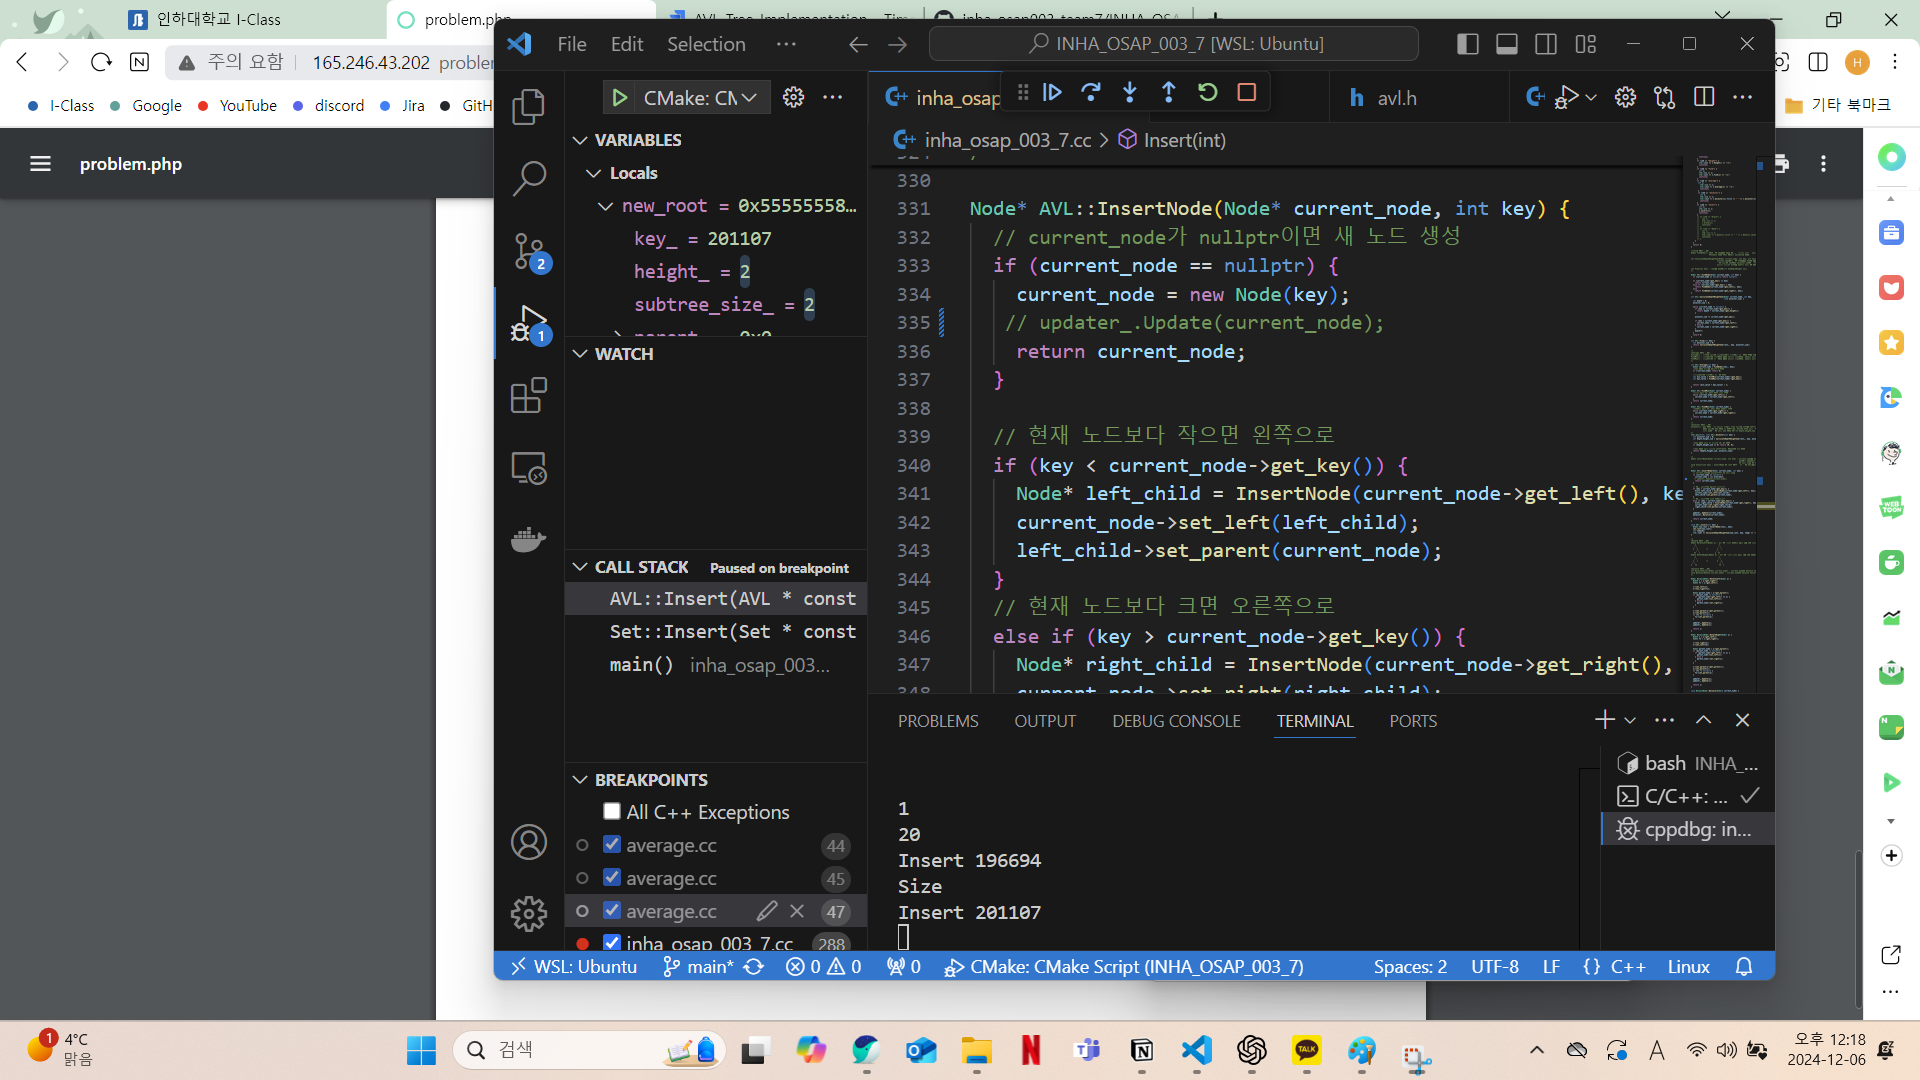 인하대학교 I-Class
problem.php
주의 요함
165.246.43.202
I-Class
Google
YouTube
discord
Jira
GitH
기타 북마크
problem.php
File
Edit
Selection
INHA_OSAP_003_7 [WSL: Ubuntu]
CMake: CM
inha_osap
avl.h
inha_osap_003_7.cc > Insert(int)
VARIABLES
Locals
new_root = 0x55555558...
key_ = 201107
height_ = 2
subtree_size_ = 2
WATCH
CALL STACK
Paused on breakpoint
AVL::Insert(AVL * const
Set::Insert(Set * const
main() inha_osap_003...
BREAKPOINTS
All C++ Exceptions
average.cc 44
average.cc 45
average.cc 47
inha_osap_003_7.cc 288
2
1
330
331 Node* AVL::InsertNode(Node* current_node, int key) {
332 // current_node가 nullptr이면 새 노드 생성
333 if (current_node == nullptr) {
334 current_node = new Node(key);
335 // updater_.Update(current_node);
336 return current_node;
337 }
338
339 // 현재 노드보다 작으면 왼쪽으로
340 if (key < current_node->get_key()) {
341 Node* left_child = InsertNode(current_node->get_left(), ke
342 current_node->set_left(left_child);
343 left_child->set_parent(current_node);
344 }
345 // 현재 노드보다 크면 오른쪽으로
346 else if (key > current_node->get_key()) {
347 Node* right_child = InsertNode(current_node->get_right(),
PROBLEMS
OUTPUT
DEBUG CONSOLE
TERMINAL
PORTS
1
20
Insert 196694
Size
Insert 201107
bash INHA_...
C/C++: ...
cppdbg: in...
WSL: Ubuntu
main*
0
0
0
CMake: CMake Script (INHA_OSAP_003_7)
Spaces: 2
UTF-8
LF
{} C++
Linux
1
4°C
맑음
검색
TALK
A
오후 12:18
2024-12-06